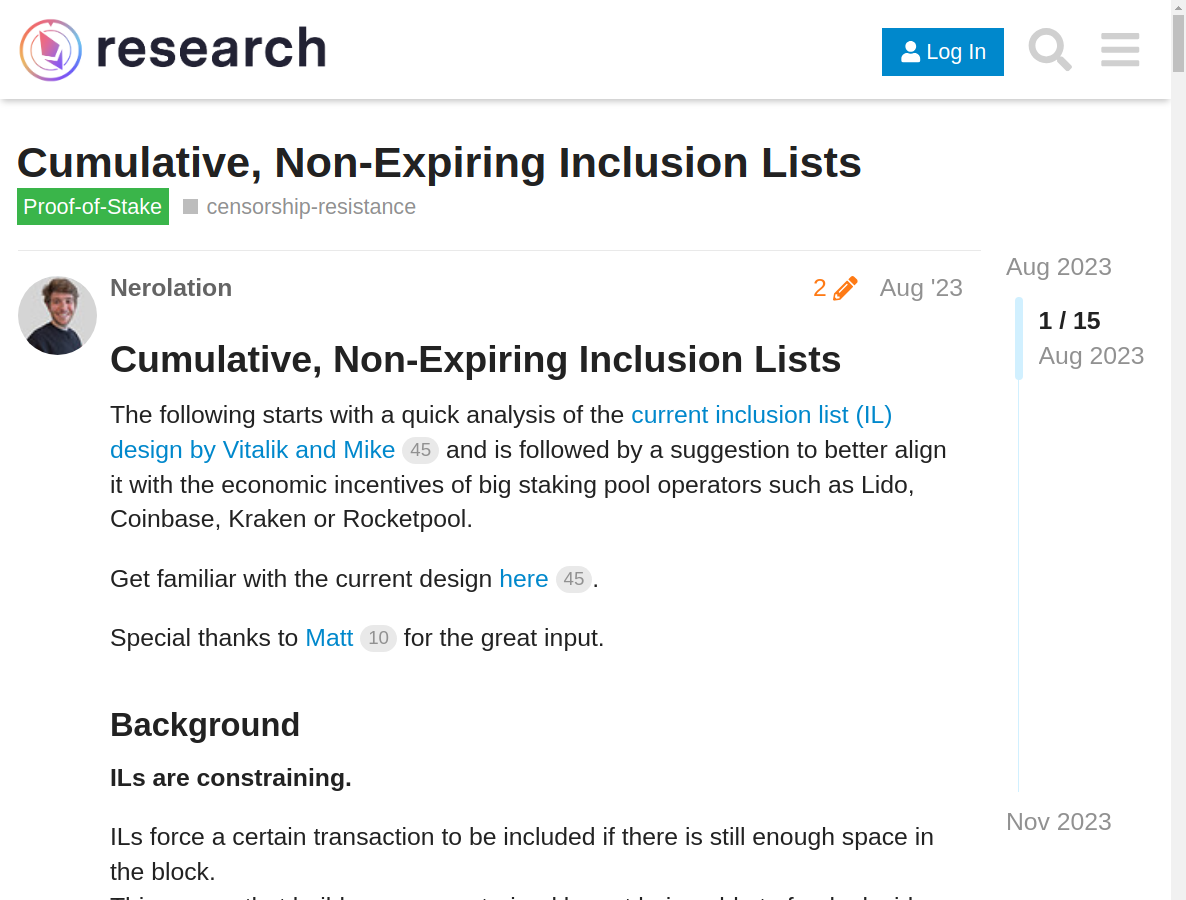 research
Log In
Cumulative, Non-Expiring Inclusion Lists
Proof-of-Stake censorship-resistance
Nerolation 2 Aug '23
Aug 2023
1 / 15
Aug 2023
Nov 2023
Cumulative, Non-Expiring Inclusion Lists
The following starts with a quick analysis of the current inclusion list (IL)
design by Vitalik and Mike 45 and is followed by a suggestion to better align
it with the economic incentives of big staking pool operators such as Lido,
Coinbase, Kraken or Rocketpool.
Get familiar with the current design here 45.
Special thanks to Matt 10 for the great input.
Background
ILs are constraining.
ILs force a certain transaction to be included if there is still enough space in
the block.